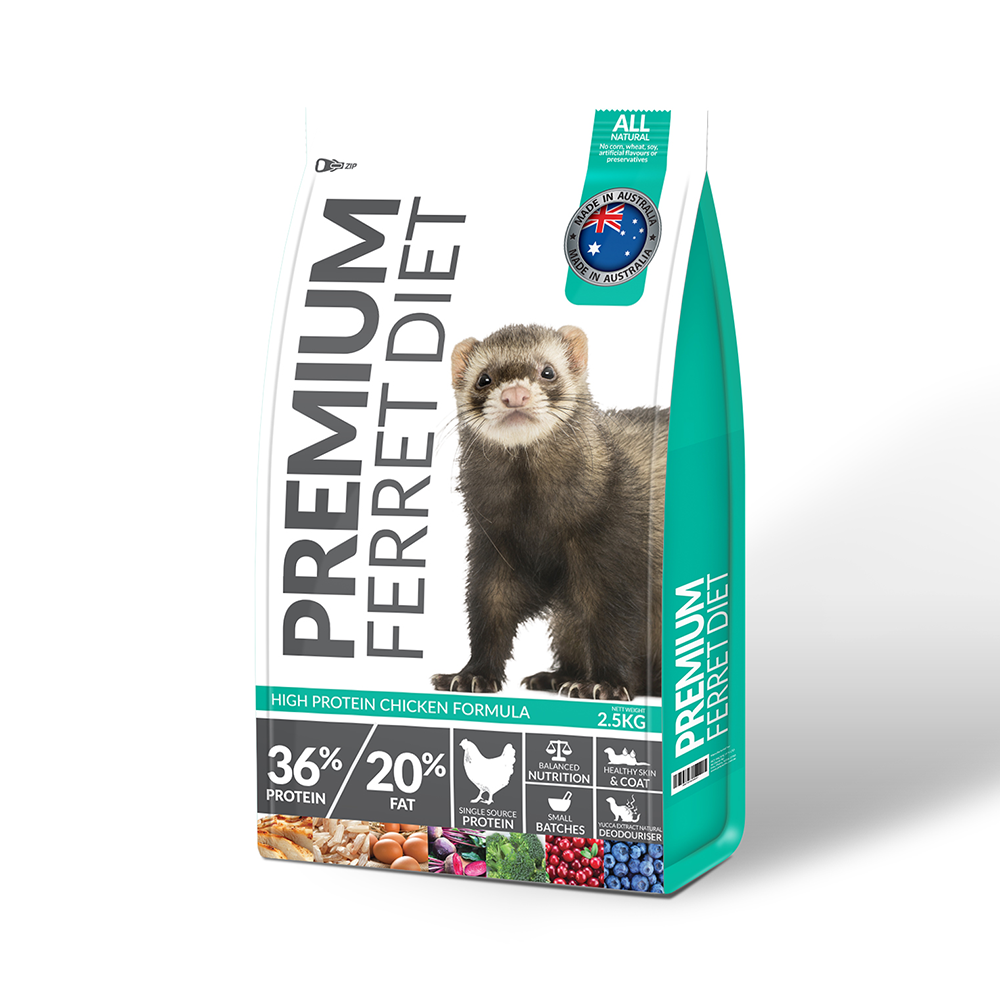 ALL
NATURAL
No corn, wheat, soy,
artificial flavours or
preservatives
ZIP
MADE IN AUSTRALIA
MADE IN AUSTRALIA
PREMIUM
FERRET DIET
HIGH PROTEIN CHICKEN FORMULA
NETT WEIGHT
2.5KG
36%
PROTEIN
20%
FAT
SINGLE SOURCE
PROTEIN
BALANCED
NUTRITION
HEALTHY SKIN
& COAT
SMALL
BATCHES
YUCCA EXTRACT NATURAL
DEODOURISER
PREMIUM
FERRET DIET